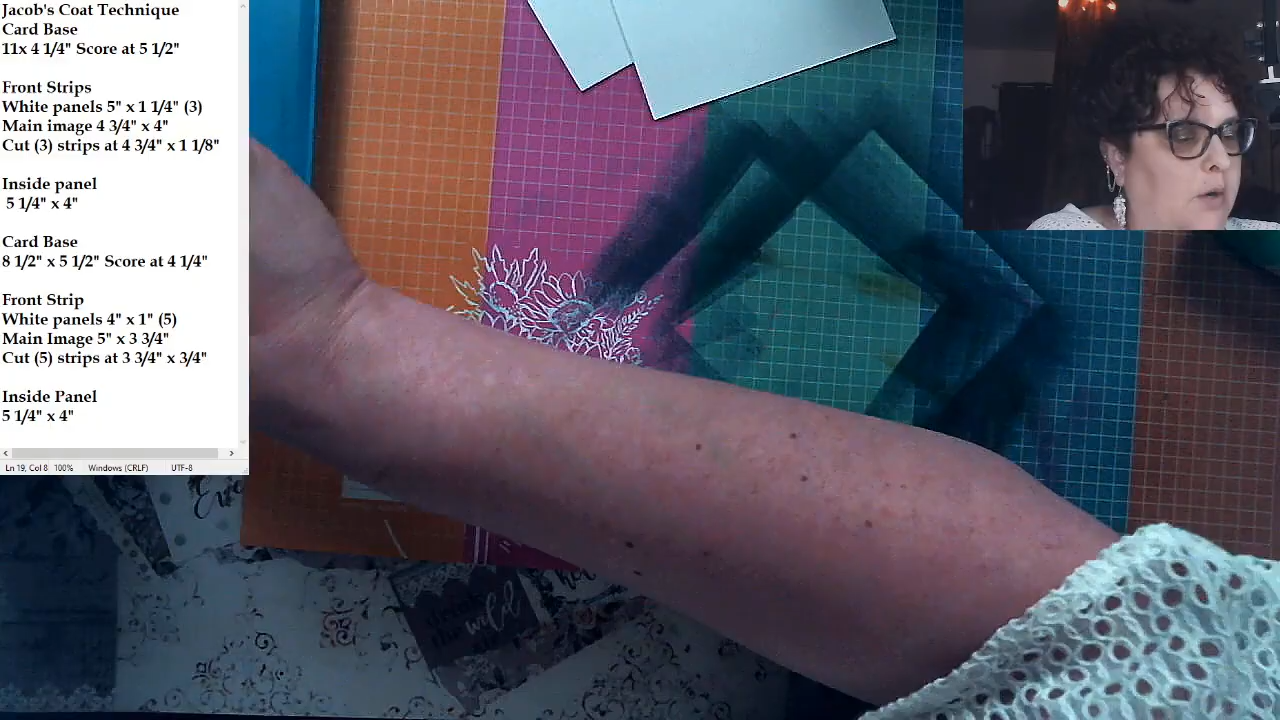 Jacob's Coat Technique
Card Base
11x 4 1/4" Score at 5 1/2"
Front Strips
White panels 5" x 1 1/4" (3)
Main image 4 3/4" x 4"
Cut (3) strips at 4 3/4" x 1 1/8"
Inside panel
5 1/4" x 4"
Card Base
8 1/2" x 5 1/2" Score at 4 1/4"
Front Strip
White panels 4" x 1" (5)
Main Image 5" x 3 3/4"
Cut (5) strips at 3 3/4" x 3/4"
Inside Panel
5 1/4" x 4"
Ln 19, Col 8 100% Windows (CRLF) UTF-8
the wild